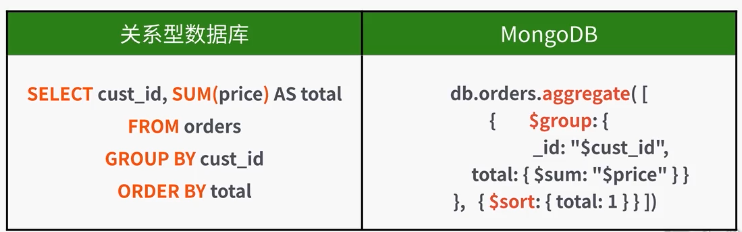 关系型数据库
MongoDB
SELECT cust_id, SUM(price) AS total
FROM orders
GROUP BY cust_id
ORDER BY total
db.orders.aggregate( [
{ $group: {
_id: "$cust_id",
total: { $sum: "$price" } }
}, { $sort: { total: 1 } } ])